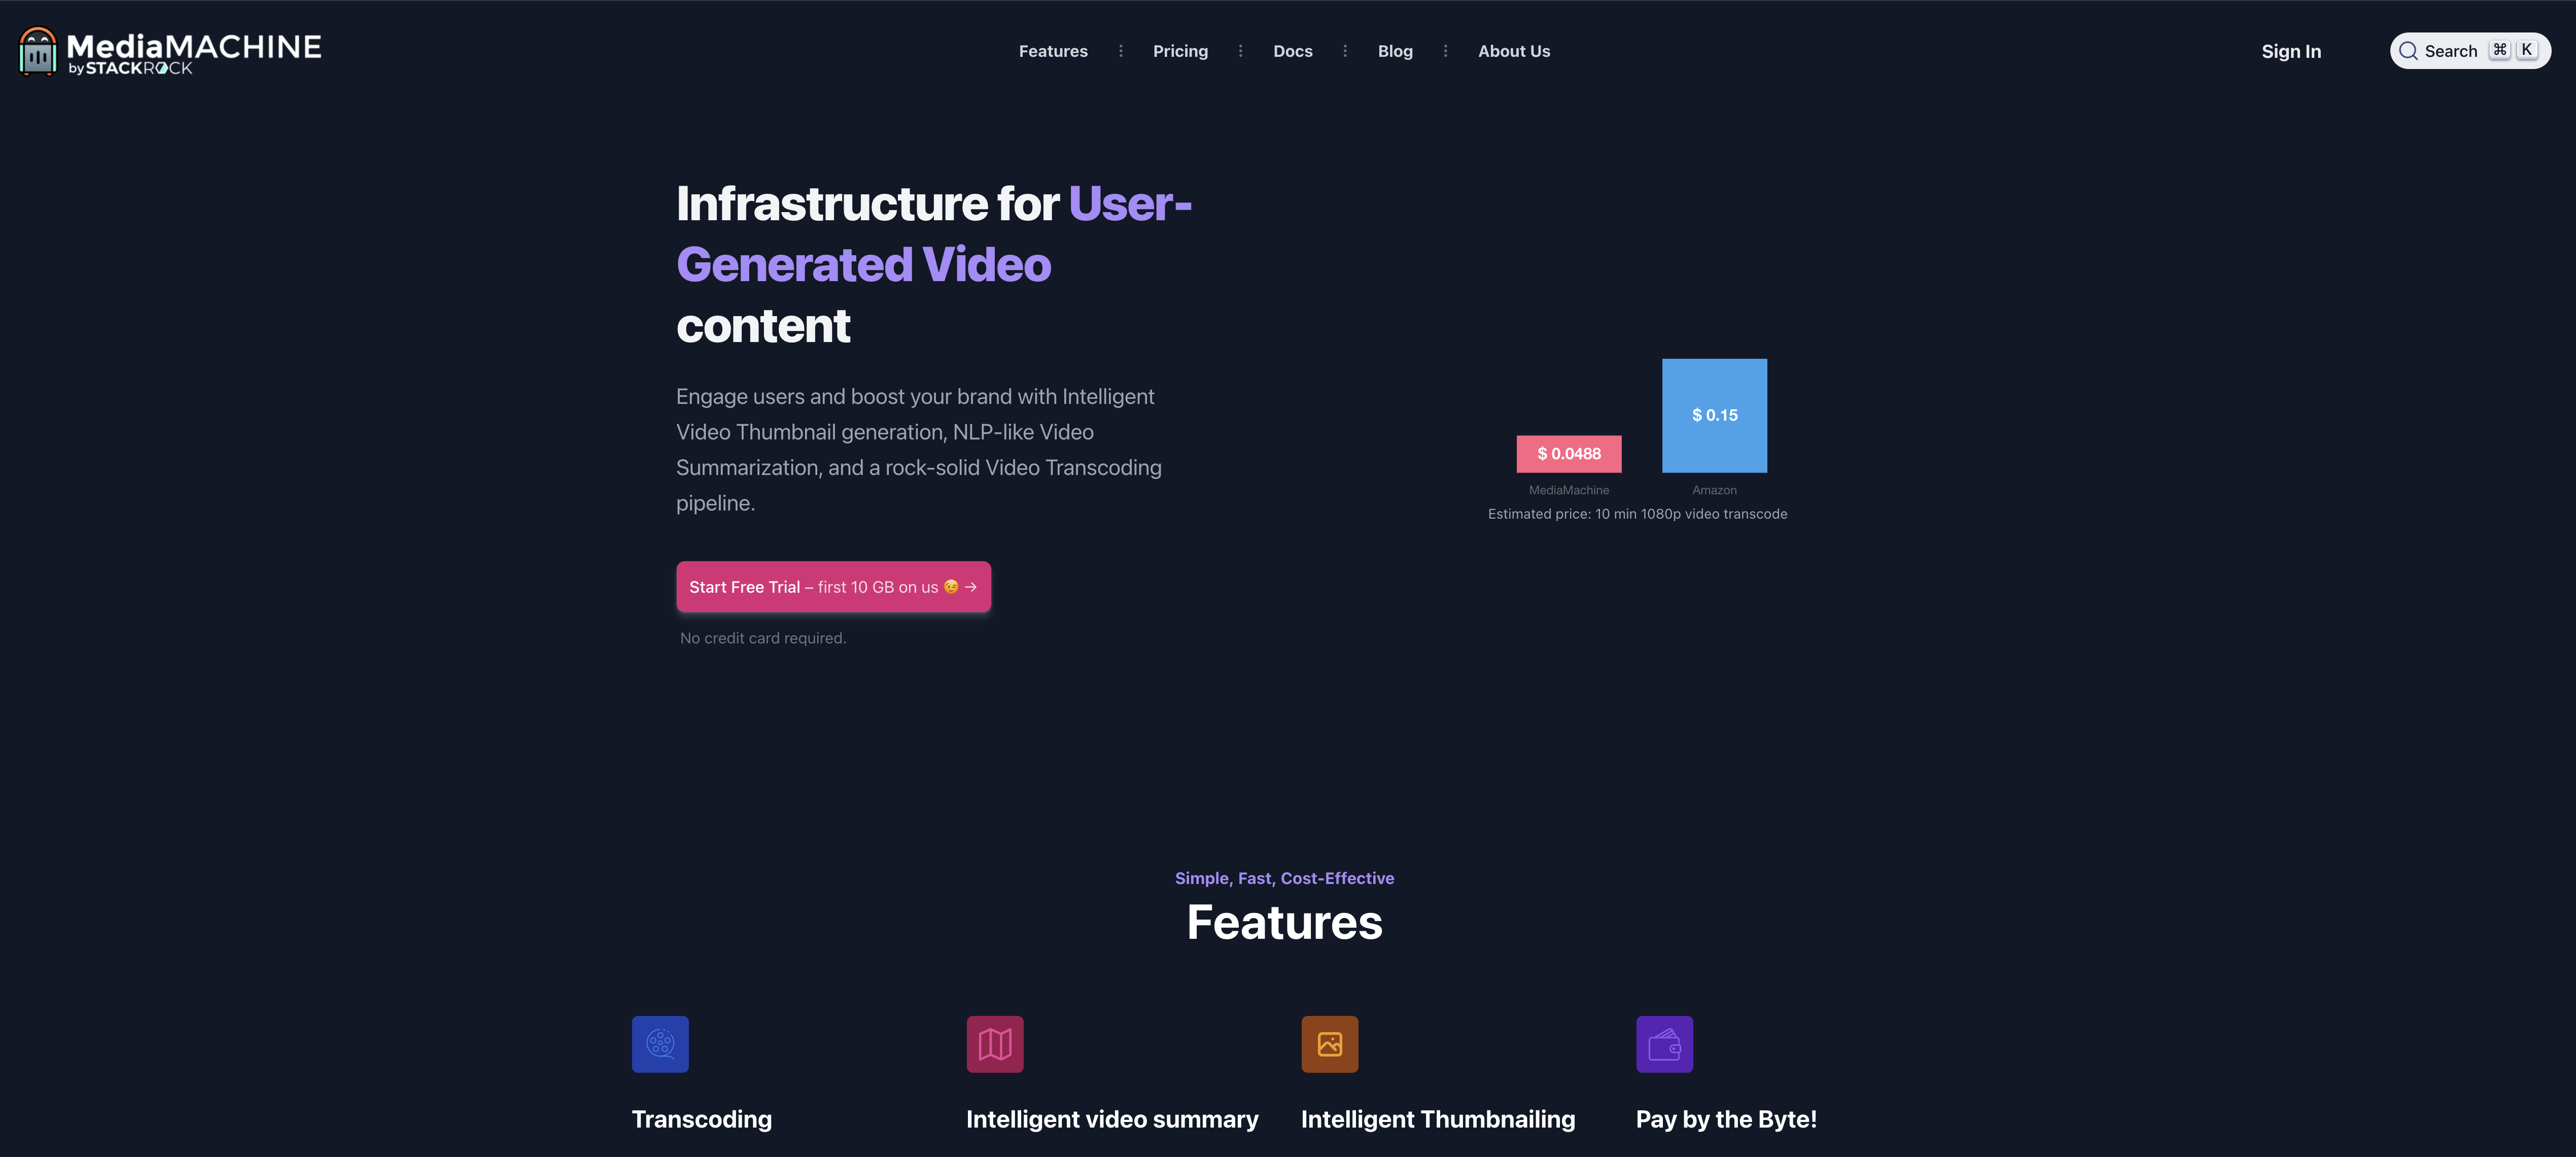 MediaMACHINE
by STACKROCK
Features ⋮ Pricing ⋮ Docs ⋮ Blog ⋮ About Us
Sign In
Search ⌘ K
Infrastructure for User-
Generated Video
content
Engage users and boost your brand with Intelligent
Video Thumbnail generation, NLP-like Video
Summarization, and a rock-solid Video Transcoding
pipeline.
Start Free Trial – first 10 GB on us 😉 →
No credit card required.
$ 0.0488
$ 0.15
MediaMachine
Amazon
Estimated price: 10 min 1080p video transcode
Simple, Fast, Cost-Effective
Features
Transcoding
Intelligent video summary
Intelligent Thumbnailing
Pay by the Byte!